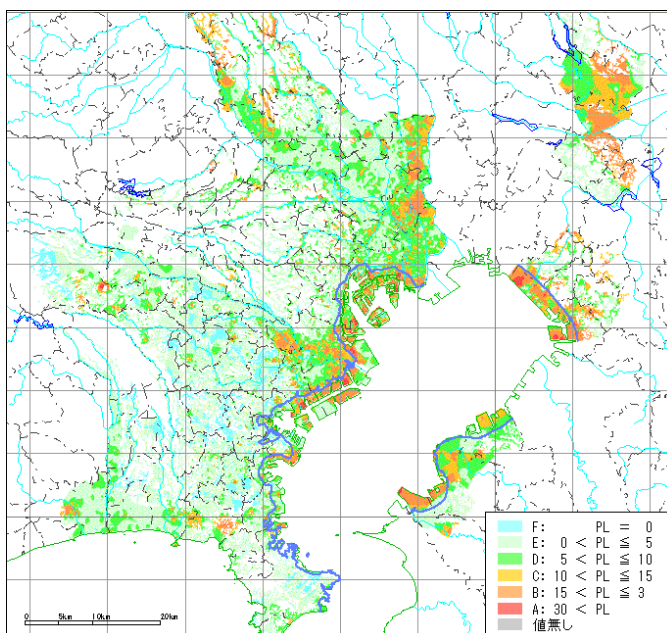 0 5km 10km 20km
F: PL = 0
E: 0 < PL ≦ 5
D: 5 < PL ≦ 10
C: 10 < PL ≦ 15
B: 15 < PL ≦ 3
A: 30 < PL
値無し